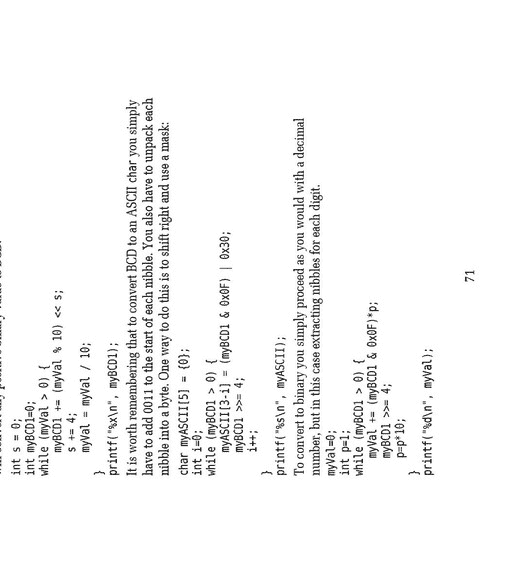 int s = 0;
int myBCD1=0;
while (myVal > 0) {
myBCD1 += (myVal % 10) << s;
s += 4;
myVal = myVal / 10;
}
printf("%x\n", myBCD1);
It is worth remembering that to convert BCD to an ASCII char you simply
have to add 0011 to the start of each nibble. You also have to unpack each
nibble into a byte. One way to do this is to shift right and use a mask:
char myASCII[5] = {0};
int i=0;
while (myBCD1 > 0) {
myASCII[3-i] = (myBCD1 & 0x0F) | 0x30;
myBCD1 >>= 4;
i++;
}
printf("%s\n", myASCII);
To convert to binary you simply proceed as you would with a decimal
number, but in this case extracting nibbles for each digit.
myVal=0;
int p=1;
while (myBCD1 > 0) {
myVal += (myBCD1 & 0x0F)*p;
myBCD1 >>= 4;
p=p*10;
}
printf("%d\n", myVal);
71